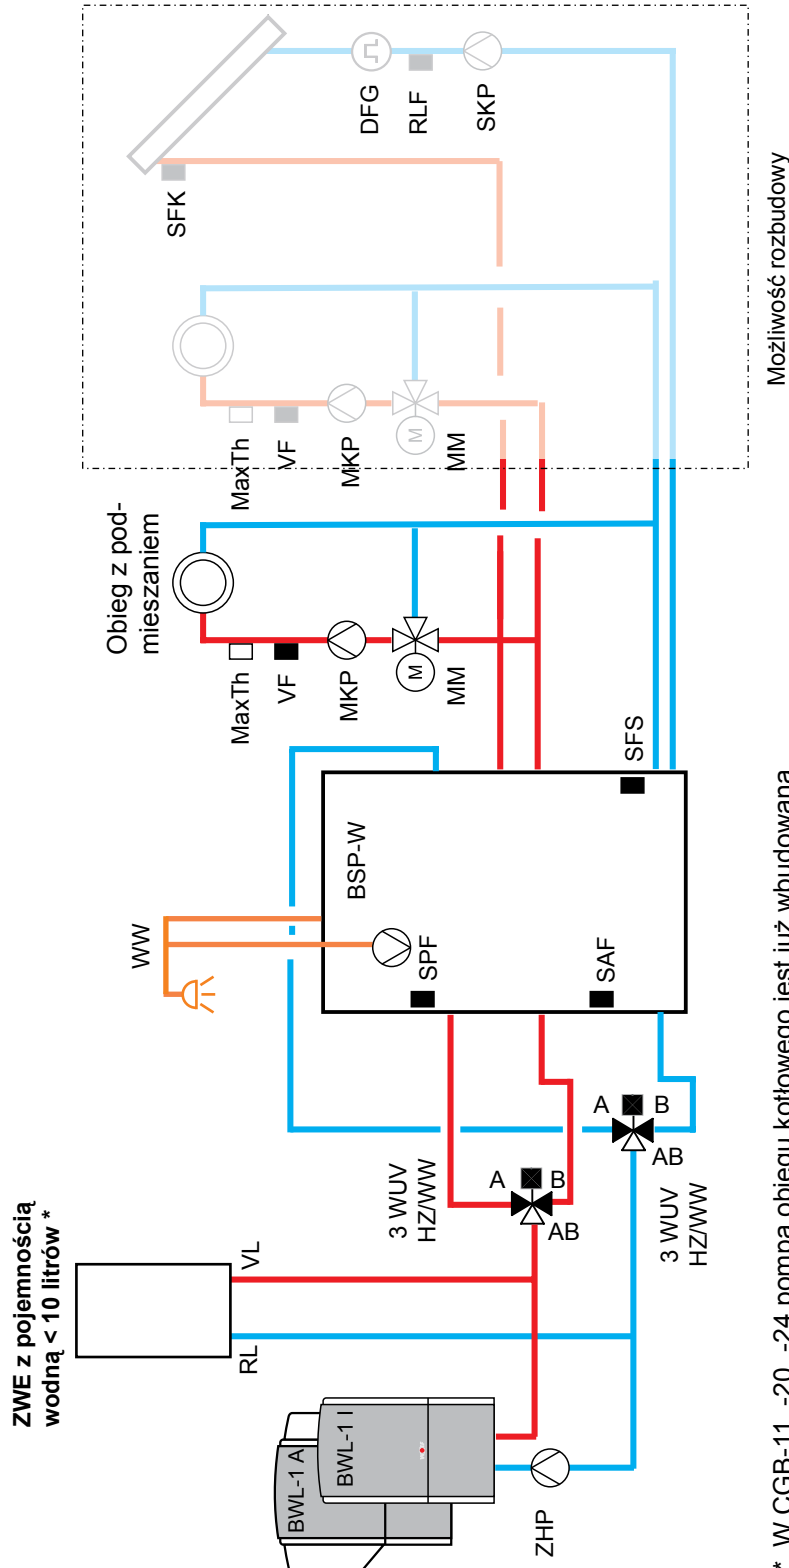 ZWE z pojemnością
wodną < 10 litrów *
RL
VL
BWL-1 A
BWL-1 I
ZHP
3 WUV
HZ/WW
A
B
AB
3 WUV
HZ/WW
A
B
AB
WW
BSP-W
SPF
SAF
SFS
Obieg z pod-
mieszaniem
MaxTh
VF
MKP
M
MM
MaxTh
VF
MKP
M
MM
SFK
DFG
RLF
SKP
Możliwość rozbudowy
* W CGB-11, -20, -24 pompa obiegu kotłowego jest już wbudowana